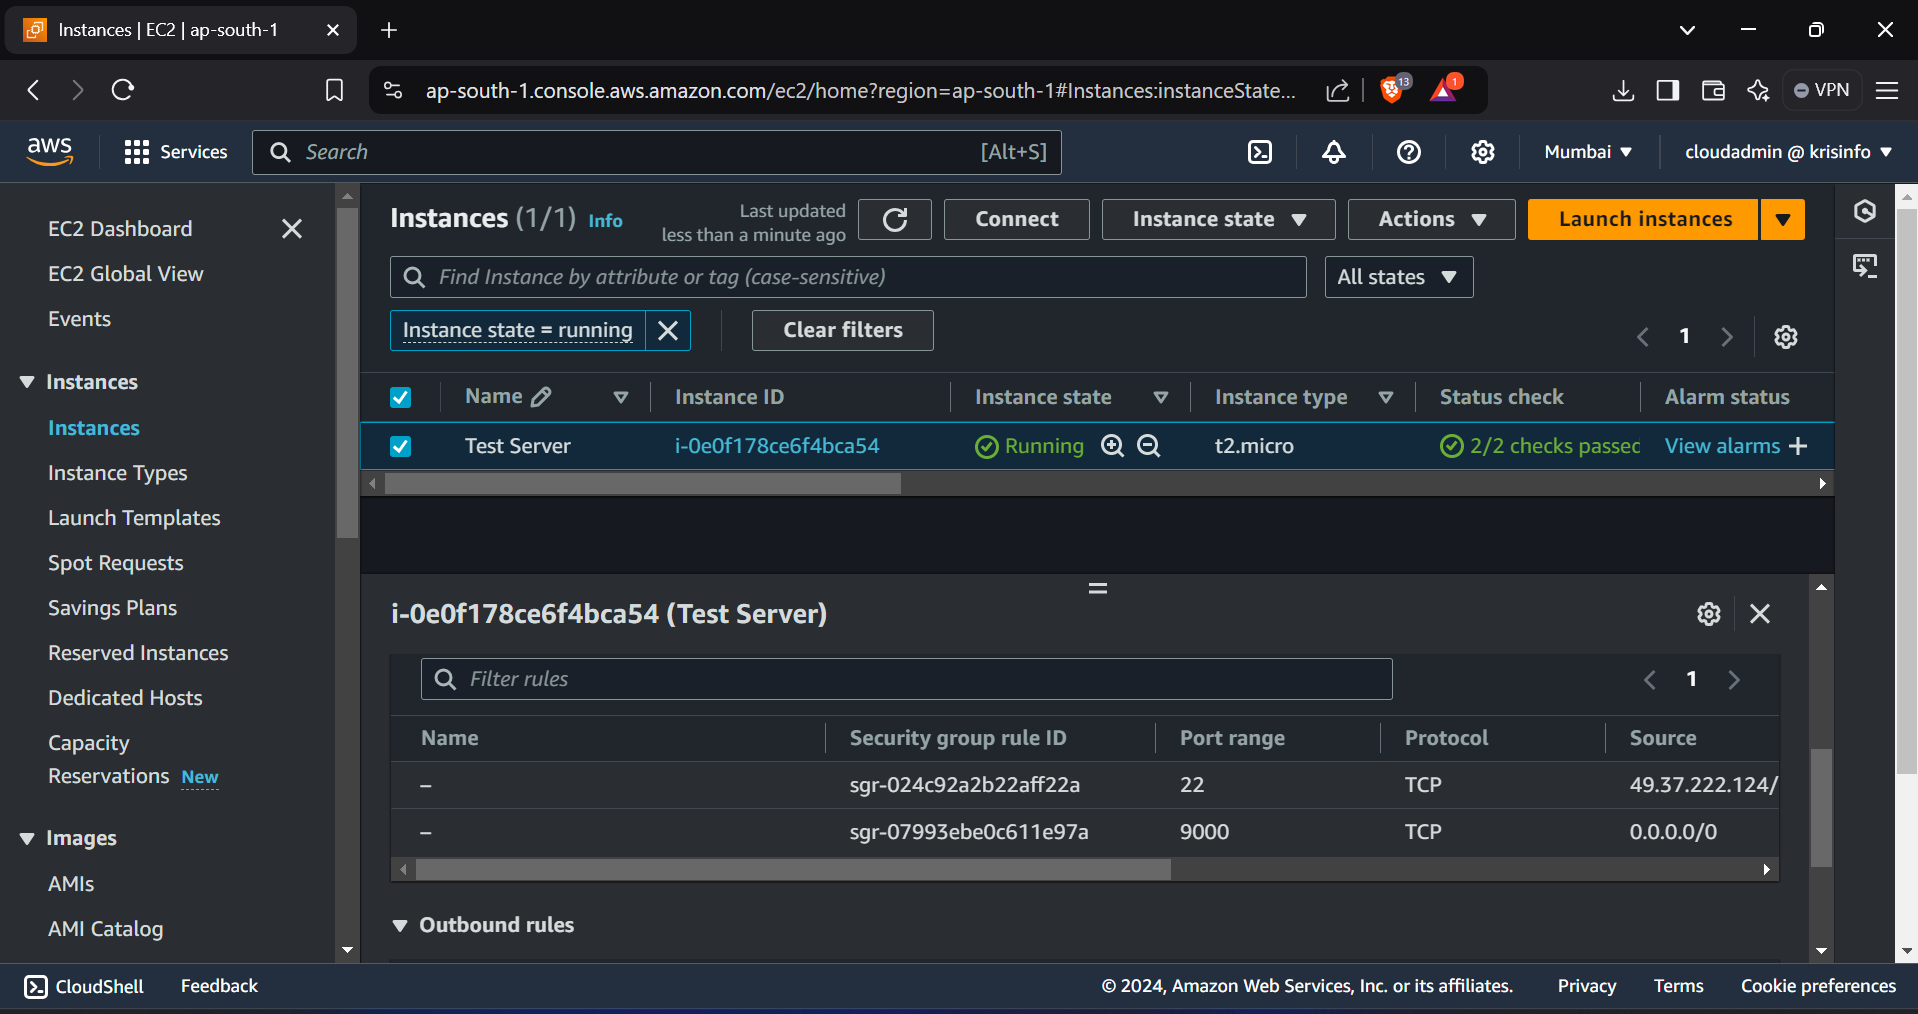 Instances | EC2 | ap-south-1
ap-south-1.console.aws.amazon.com/ec2/home?region=ap-south-1#Instances:instanceState...
13
1
VPN
aws
Services
Search
[Alt+S]
Mumbai
cloudadmin @ krisinfo
EC2 Dashboard
EC2 Global View
Events
Instances
Instances
Instance Types
Launch Templates
Spot Requests
Savings Plans
Reserved Instances
Dedicated Hosts
Capacity
Reservations New
Images
AMIs
AMI Catalog
Instances (1/1) Info
Last updated
less than a minute ago
Connect
Instance state
Actions
Launch instances
Find Instance by attribute or tag (case-sensitive)
All states
Instance state = running
Clear filters
1
Name Instance ID Instance state Instance type Status check Alarm status
Test Server i-0e0f178ce6f4bca54 Running t2.micro 2/2 checks passed View alarms
i-0e0f178ce6f4bca54 (Test Server)
Filter rules
1
Name Security group rule ID Port range Protocol Source
– sgr-024c92a2b22aff22a 22 TCP 49.37.222.124/
– sgr-07993ebe0c611e97a 9000 TCP 0.0.0.0/0
Outbound rules
CloudShell Feedback © 2024, Amazon Web Services, Inc. or its affiliates. Privacy Terms Cookie preferences